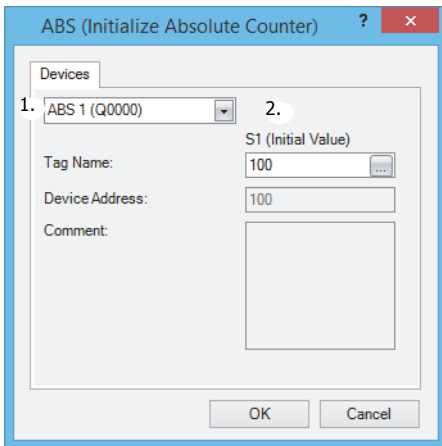 ABS (Initialize Absolute Counter) ? ×
Devices
1. ABS 1 (Q0000) 2.
S1 (Initial Value)
Tag Name: 100 ...
Device Address: 100
Comment:
OK Cancel